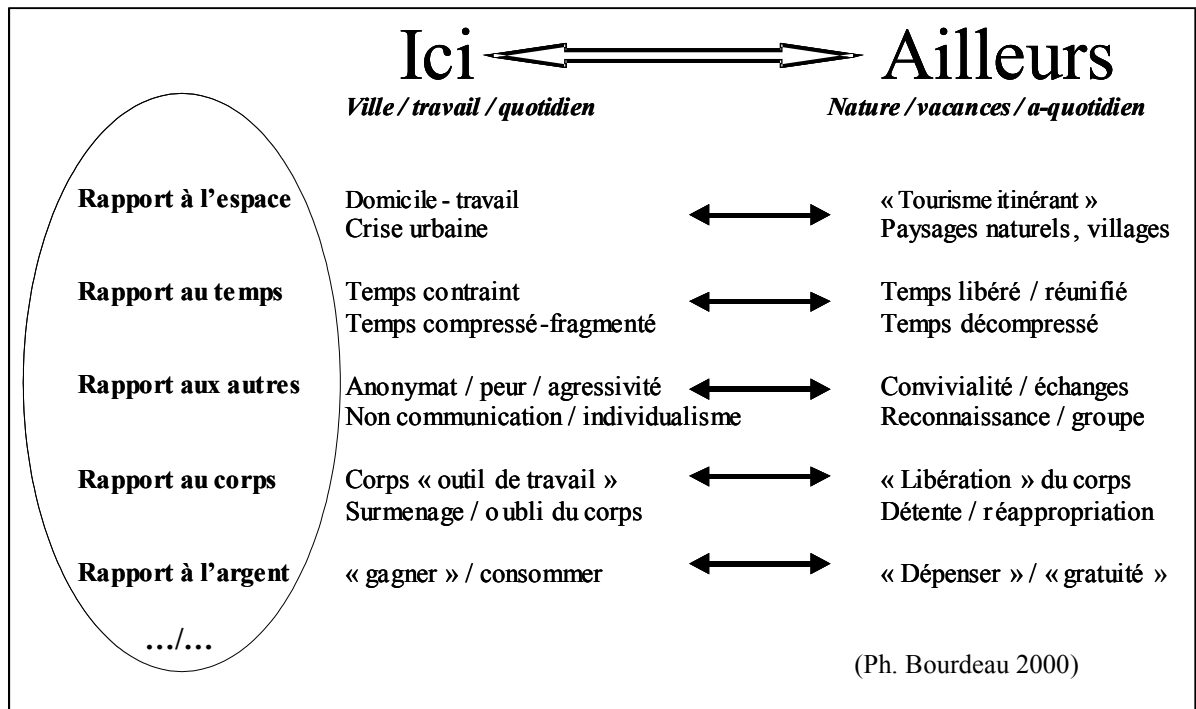 Ici Ailleurs
Ville / travail / quotidien Nature / vacances / a-quotidien
Rapport à l’espace Domicile - travail « Tourisme itinérant »
Crise urbaine Paysages naturels, villages
Rapport au temps Temps contraint Temps libéré / réunifié
Temps compressé-fragmenté Temps décompressé
Rapport aux autres Anonymat / peur / agressivité Convivialité / échanges
Non communication / individualisme Reconnaissance / groupe
Rapport au corps Corps « outil de travail » « Libération » du corps
Surmenage / oubli du corps Détente / réappropriation
Rapport à l’argent « gagner » / consommer « Dépenser » / « gratuité »
…/…
(Ph. Bourdeau 2000)